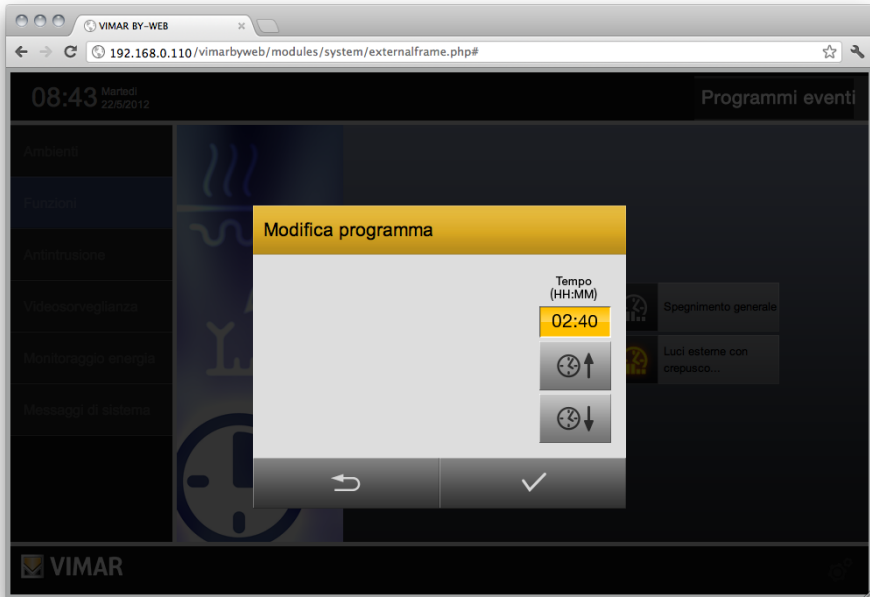 VIMAR BY-WEB
192.168.0.110/vimarbyweb/modules/system/externalframe.php#
08:43 Martedì
22/5/2012
Programmi eventi
Ambienti
Funzioni
Antintrusione
Videosorveglianza
Monitoraggio energia
Messaggi di sistema
Modifica programma
Tempo
(HH:MM)
02:40
Spegnimento generale
Luci esterne con
crepusco...
VIMAR